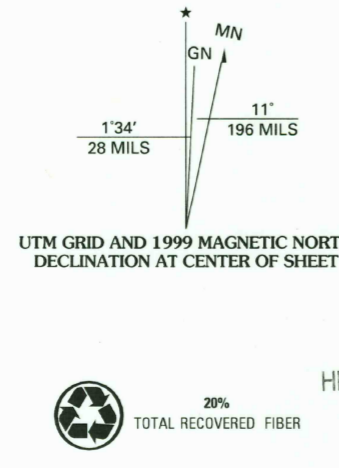 ★
MN
GN
1°34′
28 MILS
11°
196 MILS
UTM GRID AND 1999 MAGNETIC NORT
DECLINATION AT CENTER OF SHEET
20%
TOTAL RECOVERED FIBER